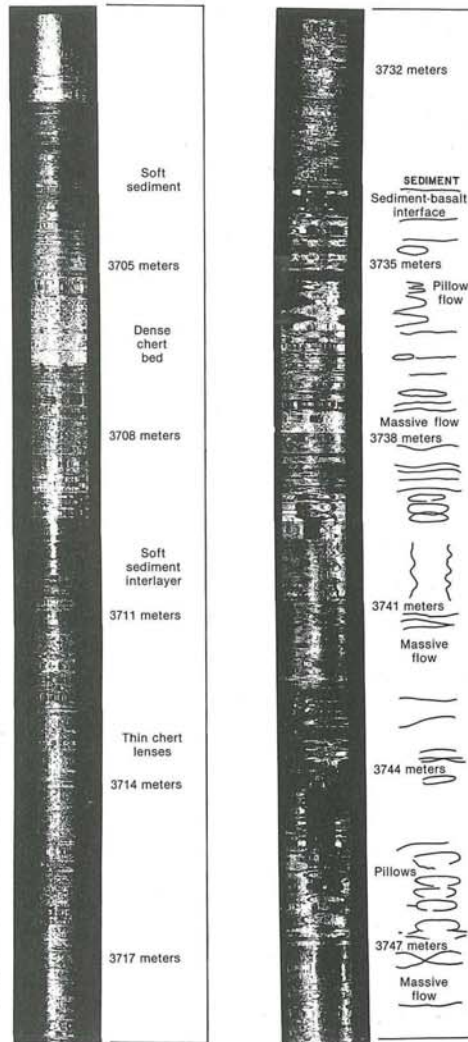 Soft
sediment
3705 meters
Dense
chert
bed
3708 meters
Soft
sediment
interlayer
3711 meters
Thin chert
lenses
3714 meters
3717 meters
3732 meters
SEDIMENT
Sediment-basalt
interface
3735 meters
Pillow
flow
Massive flow
3738 meters
3741 meters
Massive
flow
3744 meters
Pillows
3747 meters
Massive
flow